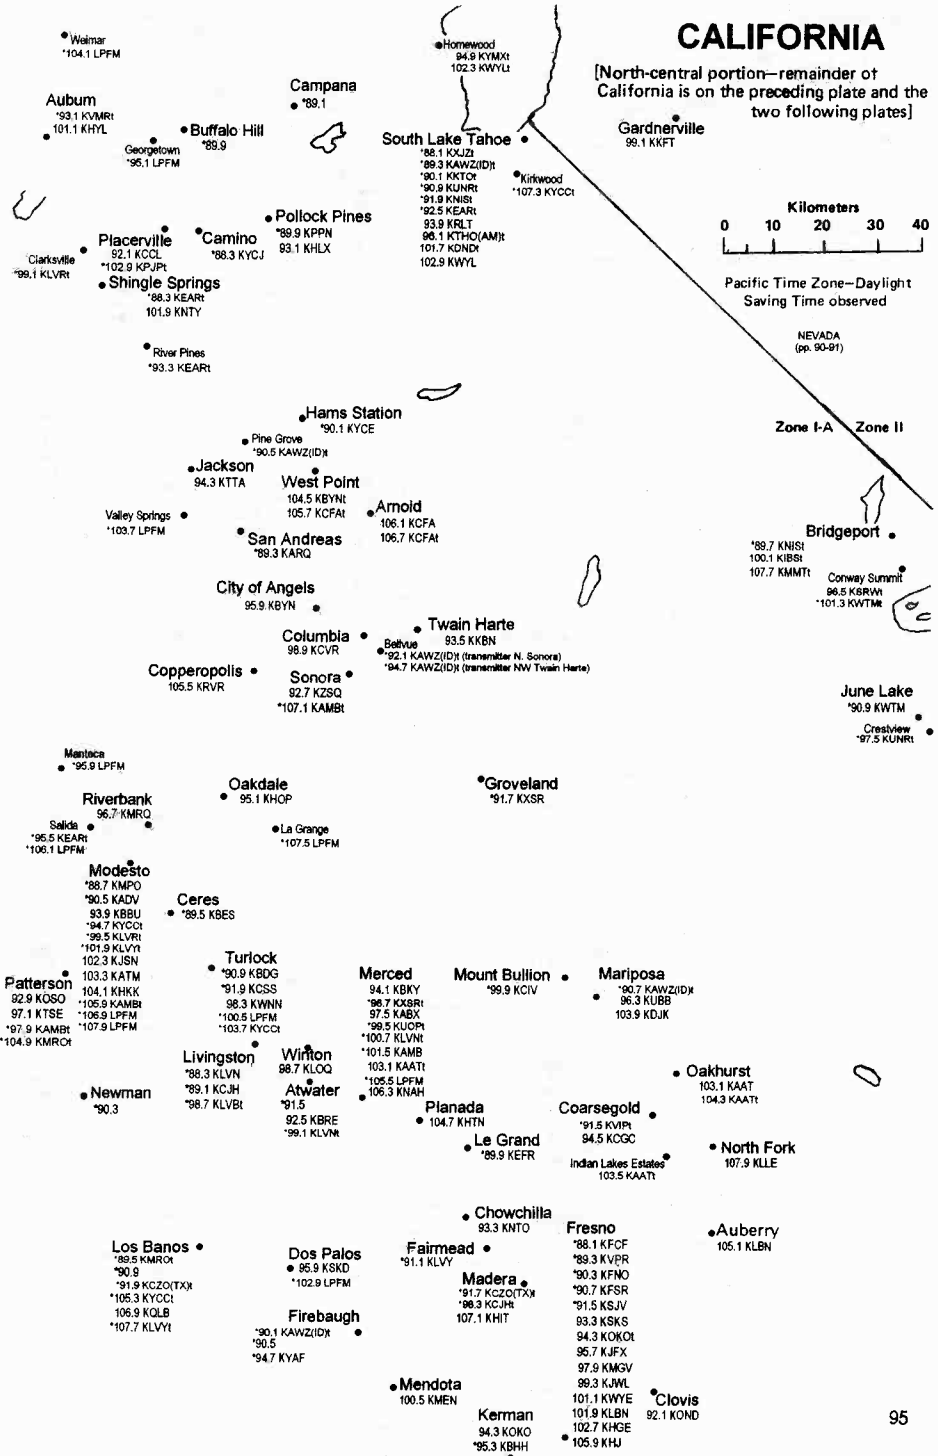 CALIFORNIA
[North-central portion—remainder of
California is on the preceding plate and the
two following plates]
Weimar
*104.1 LPFM
Homewood
94.9 KYMXt
102.3 KWYLt
Campana
*89.1
Auburn
*93.1 KVMRt
101.1 KHYL
Buffalo Hill
*89.9
Georgetown
*95.1 LPFM
South Lake Tahoe
*88.1 KXJZt
*89.3 KAWZ(ID)t
*90.1 KKTOt
*90.9 KUNRt
*91.9 KNISt
*92.5 KEARt
93.9 KRLT
96.1 KTHO(AM)t
101.7 KDNDt
102.9 KWYL
Gardnerville
99.1 KKFT
Kirkwood
*107.3 KYCCt
Kilometers
0 10 20 30 40
Pacific Time Zone—Daylight
Saving Time observed
NEVADA
(pp. 90-91)
Zone I-A Zone II
Pollock Pines
*89.9 KPPN
93.1 KHLX
Placerville
92.1 KCCL
*102.9 KPJPt
Camino
*88.3 KYCJ
Clarksville
*99.1 KLVRt
Shingle Springs
*88.3 KEARt
101.9 KNTY
River Pines
*93.3 KEARt
Hams Station
*90.1 KYCE
Pine Grove
*90.5 KAWZ(ID)t
Jackson
94.3 KTTA
West Point
104.5 KBYNt
105.7 KCFAt
Arnold
106.1 KCFA
106.7 KCFAt
Valley Springs
*103.7 LPFM
San Andreas
*89.3 KARQ
Bridgeport
*89.7 KNISt
100.1 KIBSt
107.7 KMMTt
Conway Summit
96.5 KSRWt
*101.3 KWTMt
City of Angels
95.9 KBYN
Twain Harte
93.5 KKBN
Columbia
98.9 KCVR
Bellvue
*92.1 KAWZ(ID)t (transmitter N. Sonora)
*94.7 KAWZ(ID)t (transmitter NW Twain Harte)
Copperopolis
105.5 KRVR
Sonora
92.7 KZSQ
*107.1 KAMBt
June Lake
*90.9 KWTM
Crestview
*97.5 KUNRt
Manteca
*95.9 LPFM
Oakdale
95.1 KHOP
Groveland
*91.7 KXSR
Riverbank
96.7 KMRQ
Salida
*95.5 KEARt
*106.1 LPFM
La Grange
*107.5 LPFM
Modesto
*88.7 KMPO
*90.5 KADV
93.9 KBBU
*94.7 KYCCt
*99.5 KLVRt
*101.9 KLVYt
102.3 KJSN
103.3 KATM
104.1 KHKK
*105.9 KAMBt
*106.9 LPFM
*107.9 LPFM
Ceres
*89.5 KBES
Patterson
92.9 KOSO
97.1 KTSE
*97.9 KAMBt
*104.9 KMROt
Turlock
*90.9 KBDG
*91.9 KCSS
98.3 KWNN
*100.5 LPFM
*103.7 KYCCt
Merced
94.1 KBKY
*96.7 KXSRt
97.5 KABX
*99.5 KUOPt
*100.7 KLVNt
*101.5 KAMB
103.1 KAATt
*105.5 LPFM
106.3 KNAH
Mount Bullion
*99.9 KCIV
Mariposa
*90.7 KAWZ(ID)t
96.3 KUBB
103.9 KDJK
Livingston
*88.3 KLVN
*89.1 KCJH
*98.7 KLVBt
Winton
98.7 KLOQ
Atwater
*91.5
92.5 KBRE
*99.1 KLVNt
Newman
*90.3
Planada
104.7 KHTN
Le Grand
*89.9 KEFR
Oakhurst
103.1 KAAT
104.3 KAATt
Coarsegold
*91.5 KVIPt
94.5 KCGC
Indian Lakes Estates
103.5 KAATt
North Fork
107.9 KLLE
Chowchilla
93.3 KNTO
Auberry
105.1 KLBN
Los Banos
*89.5 KMROt
*90.9
*91.9 KCZO(TX)t
*105.3 KYCCt
106.9 KQLB
*107.7 KLVYt
Dos Palos
95.9 KSKD
*102.9 LPFM
Fairmead
*91.1 KLVY
Madera
*91.7 KCZO(TX)t
*96.3 KCJHt
107.1 KHIT
Fresno
*88.1 KFCF
*89.3 KVPR
*90.3 KFNO
*90.7 KFSR
*91.5 KSJV
93.3 KSKS
94.3 KOKOt
95.7 KJFX
97.9 KMGV
99.3 KJWL
101.1 KWYE
101.9 KLBN
102.7 KHGE
*105.9 KHJ
Firebaugh
*90.1 KAWZ(ID)t
*90.5
*94.7 KYAF
Mendota
100.5 KMEN
Clovis
92.1 KOND
Kerman
94.3 KOKO
*95.3 KBHH
95